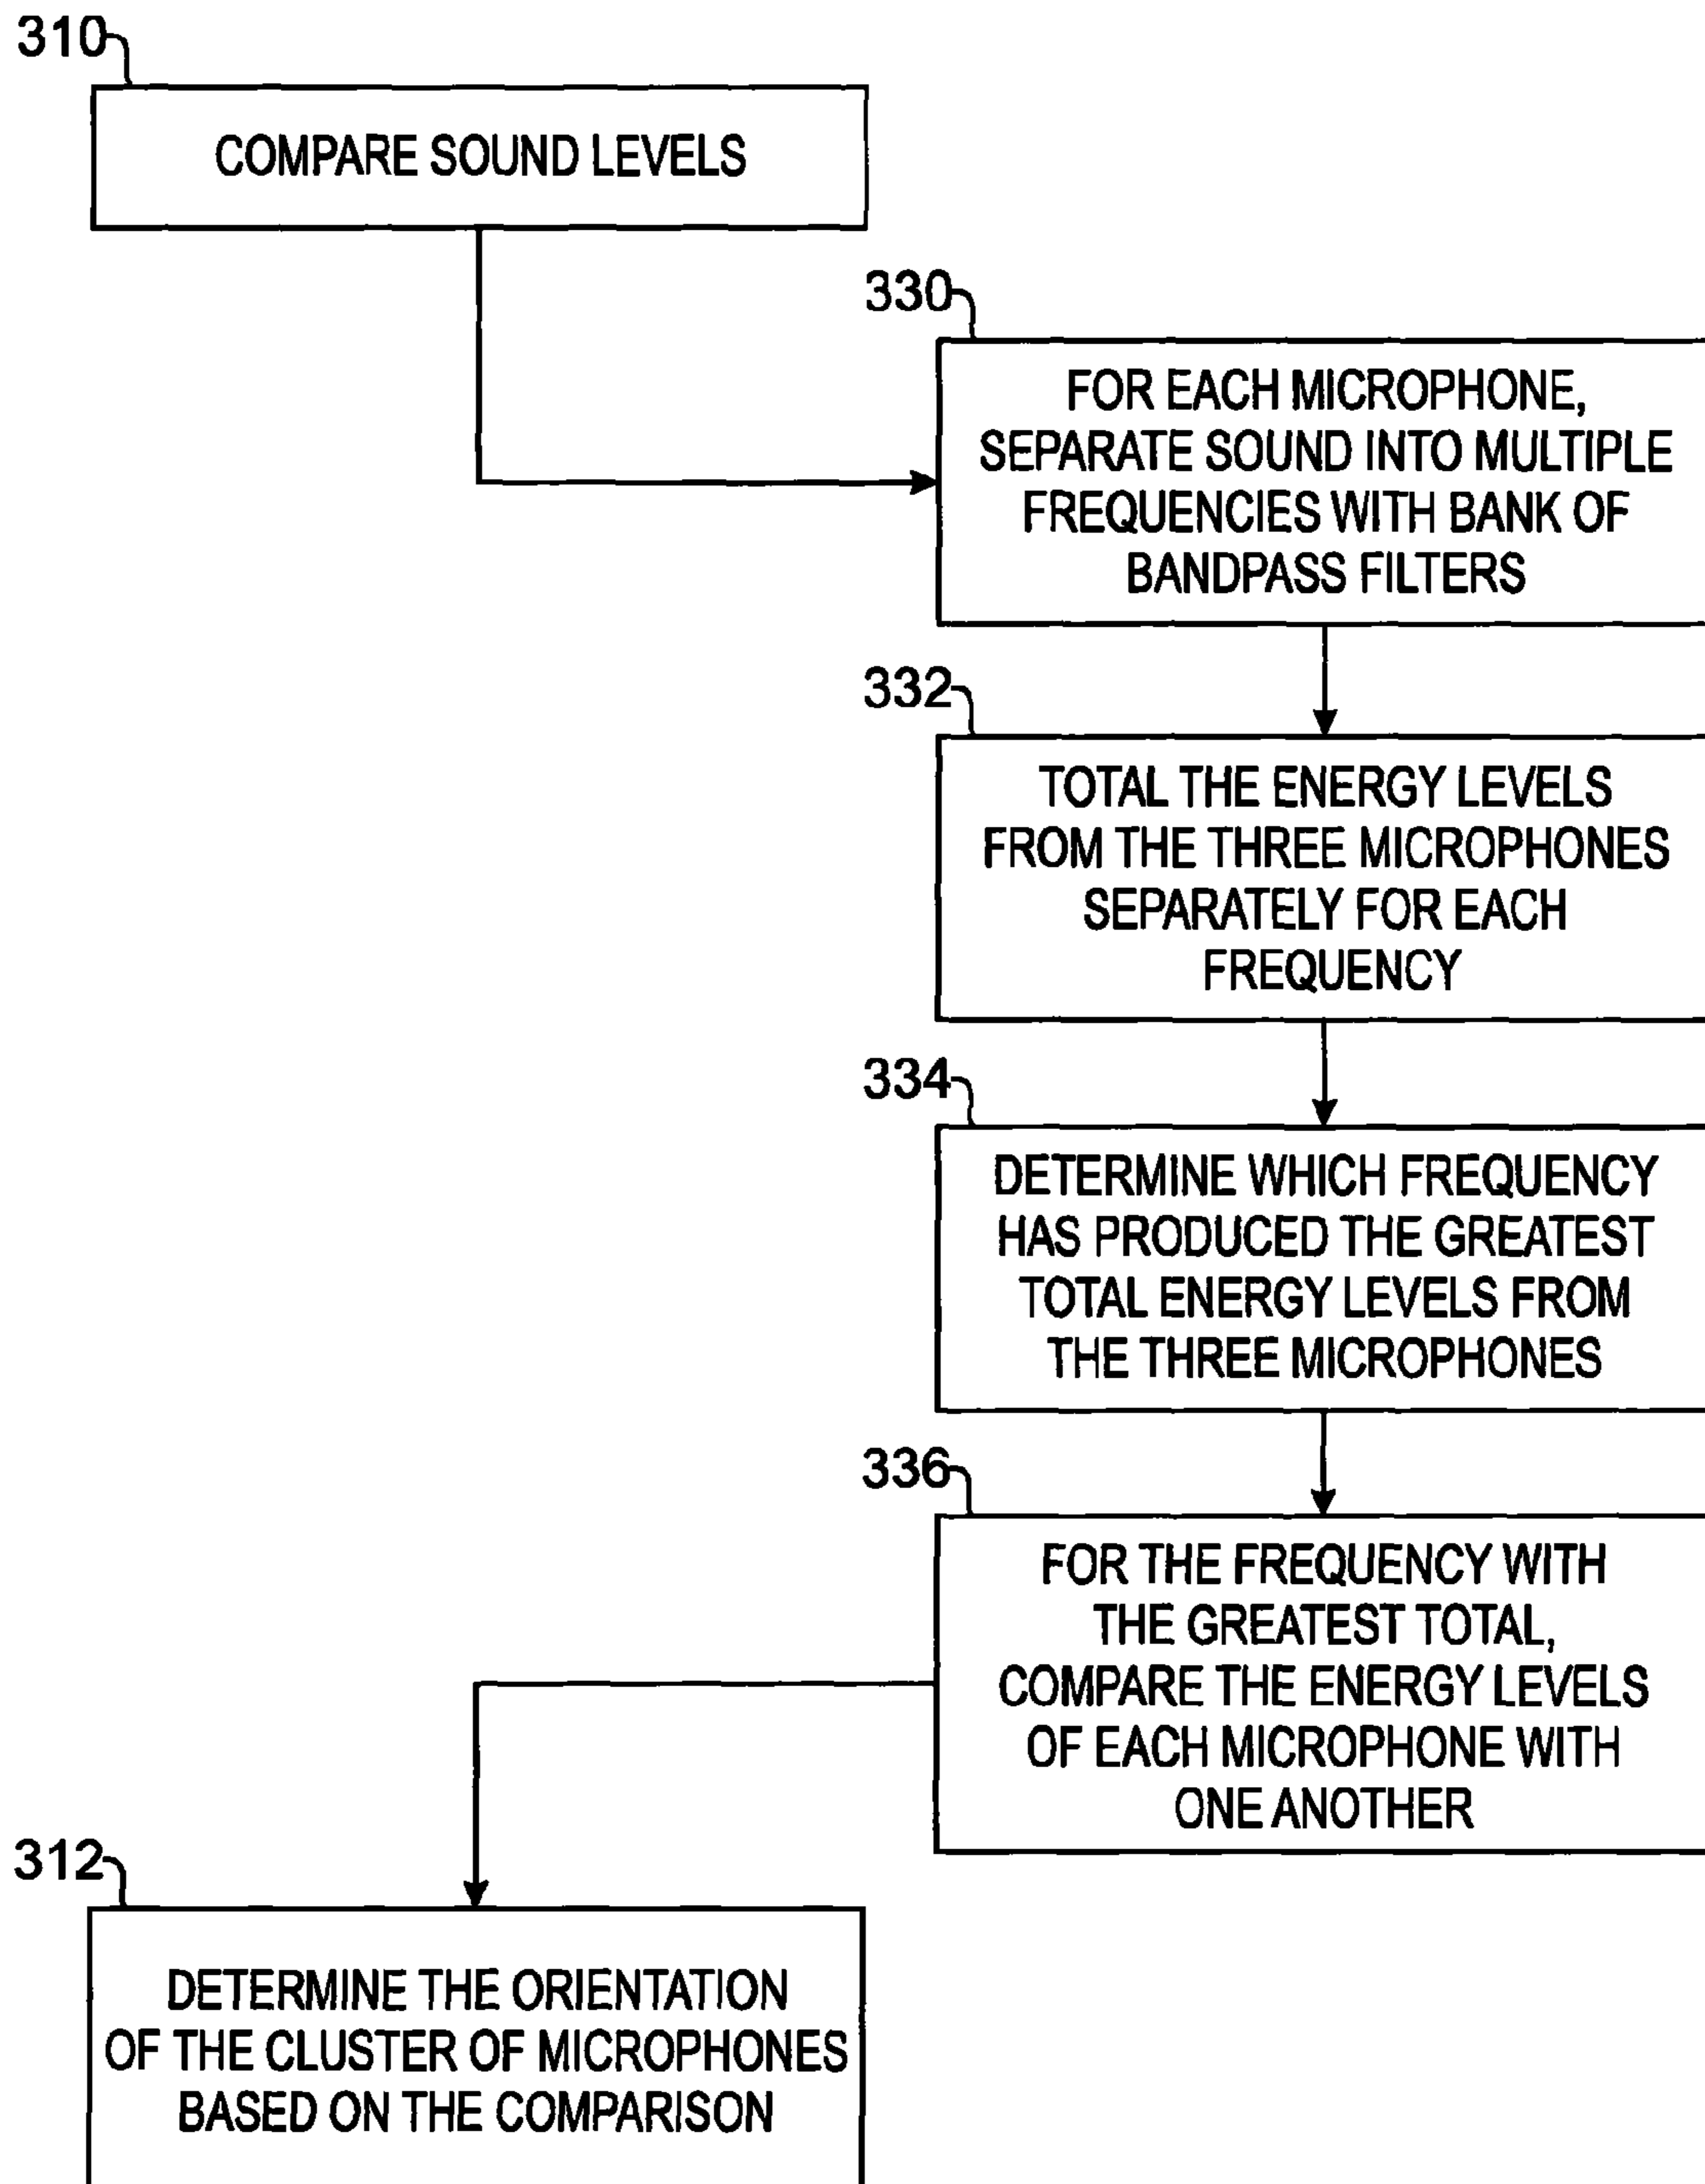 310
COMPARE SOUND LEVELS
330
FOR EACH MICROPHONE,
SEPARATE SOUND INTO MULTIPLE
FREQUENCIES WITH BANK OF
BANDPASS FILTERS
332
TOTAL THE ENERGY LEVELS
FROM THE THREE MICROPHONES
SEPARATELY FOR EACH
FREQUENCY
334
DETERMINE WHICH FREQUENCY
HAS PRODUCED THE GREATEST
TOTAL ENERGY LEVELS FROM
THE THREE MICROPHONES
336
FOR THE FREQUENCY WITH
THE GREATEST TOTAL,
COMPARE THE ENERGY LEVELS
OF EACH MICROPHONE WITH
ONE ANOTHER
312
DETERMINE THE ORIENTATION
OF THE CLUSTER OF MICROPHONES
BASED ON THE COMPARISON